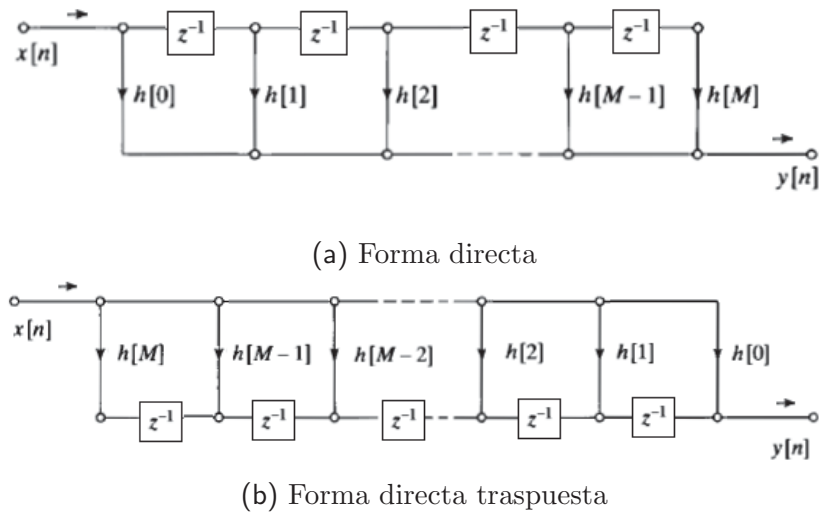 z⁻¹ z⁻¹ z⁻¹ z⁻¹
x[n]
h[0] h[1] h[2] h[M − 1] h[M]
y[n]
(a) Forma directa
x[n]
h[M] h[M − 1] h[M − 2] h[2] h[1] h[0]
z⁻¹ z⁻¹ z⁻¹ z⁻¹ z⁻¹
y[n]
(b) Forma directa traspuesta